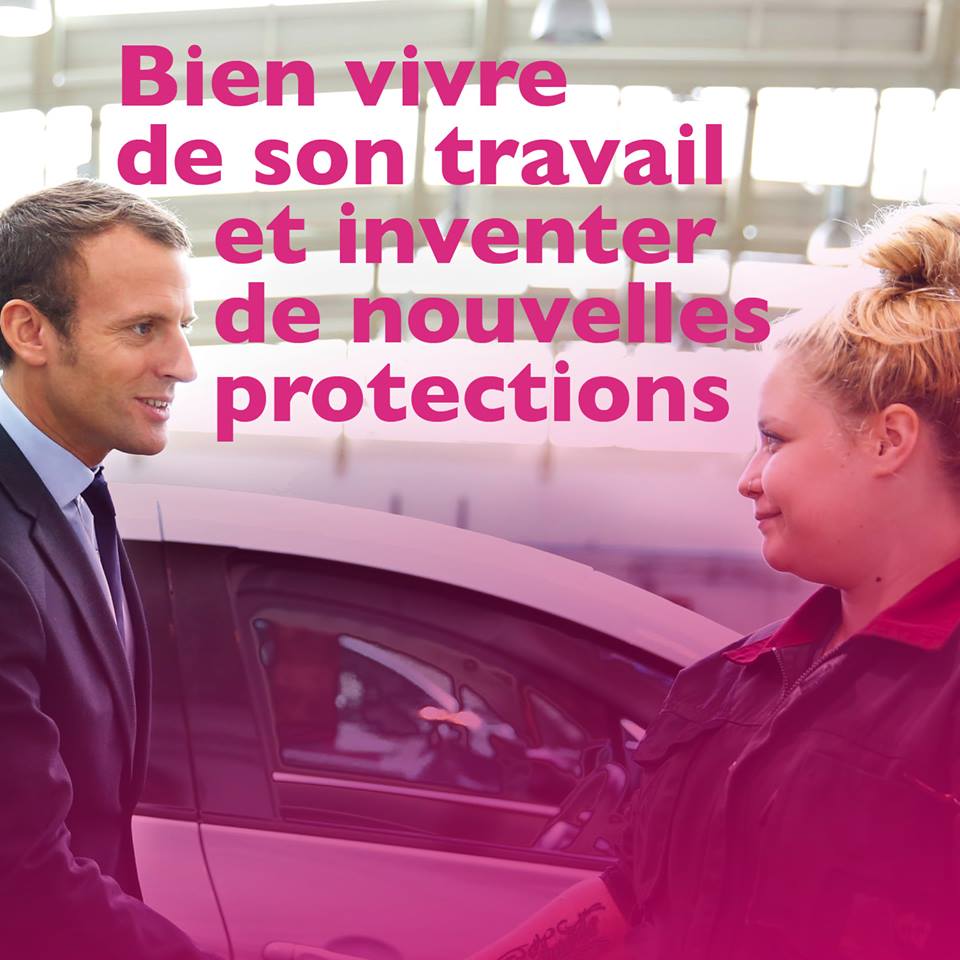 Bien vivre
de son travail
et inventer
de nouvelles
protections